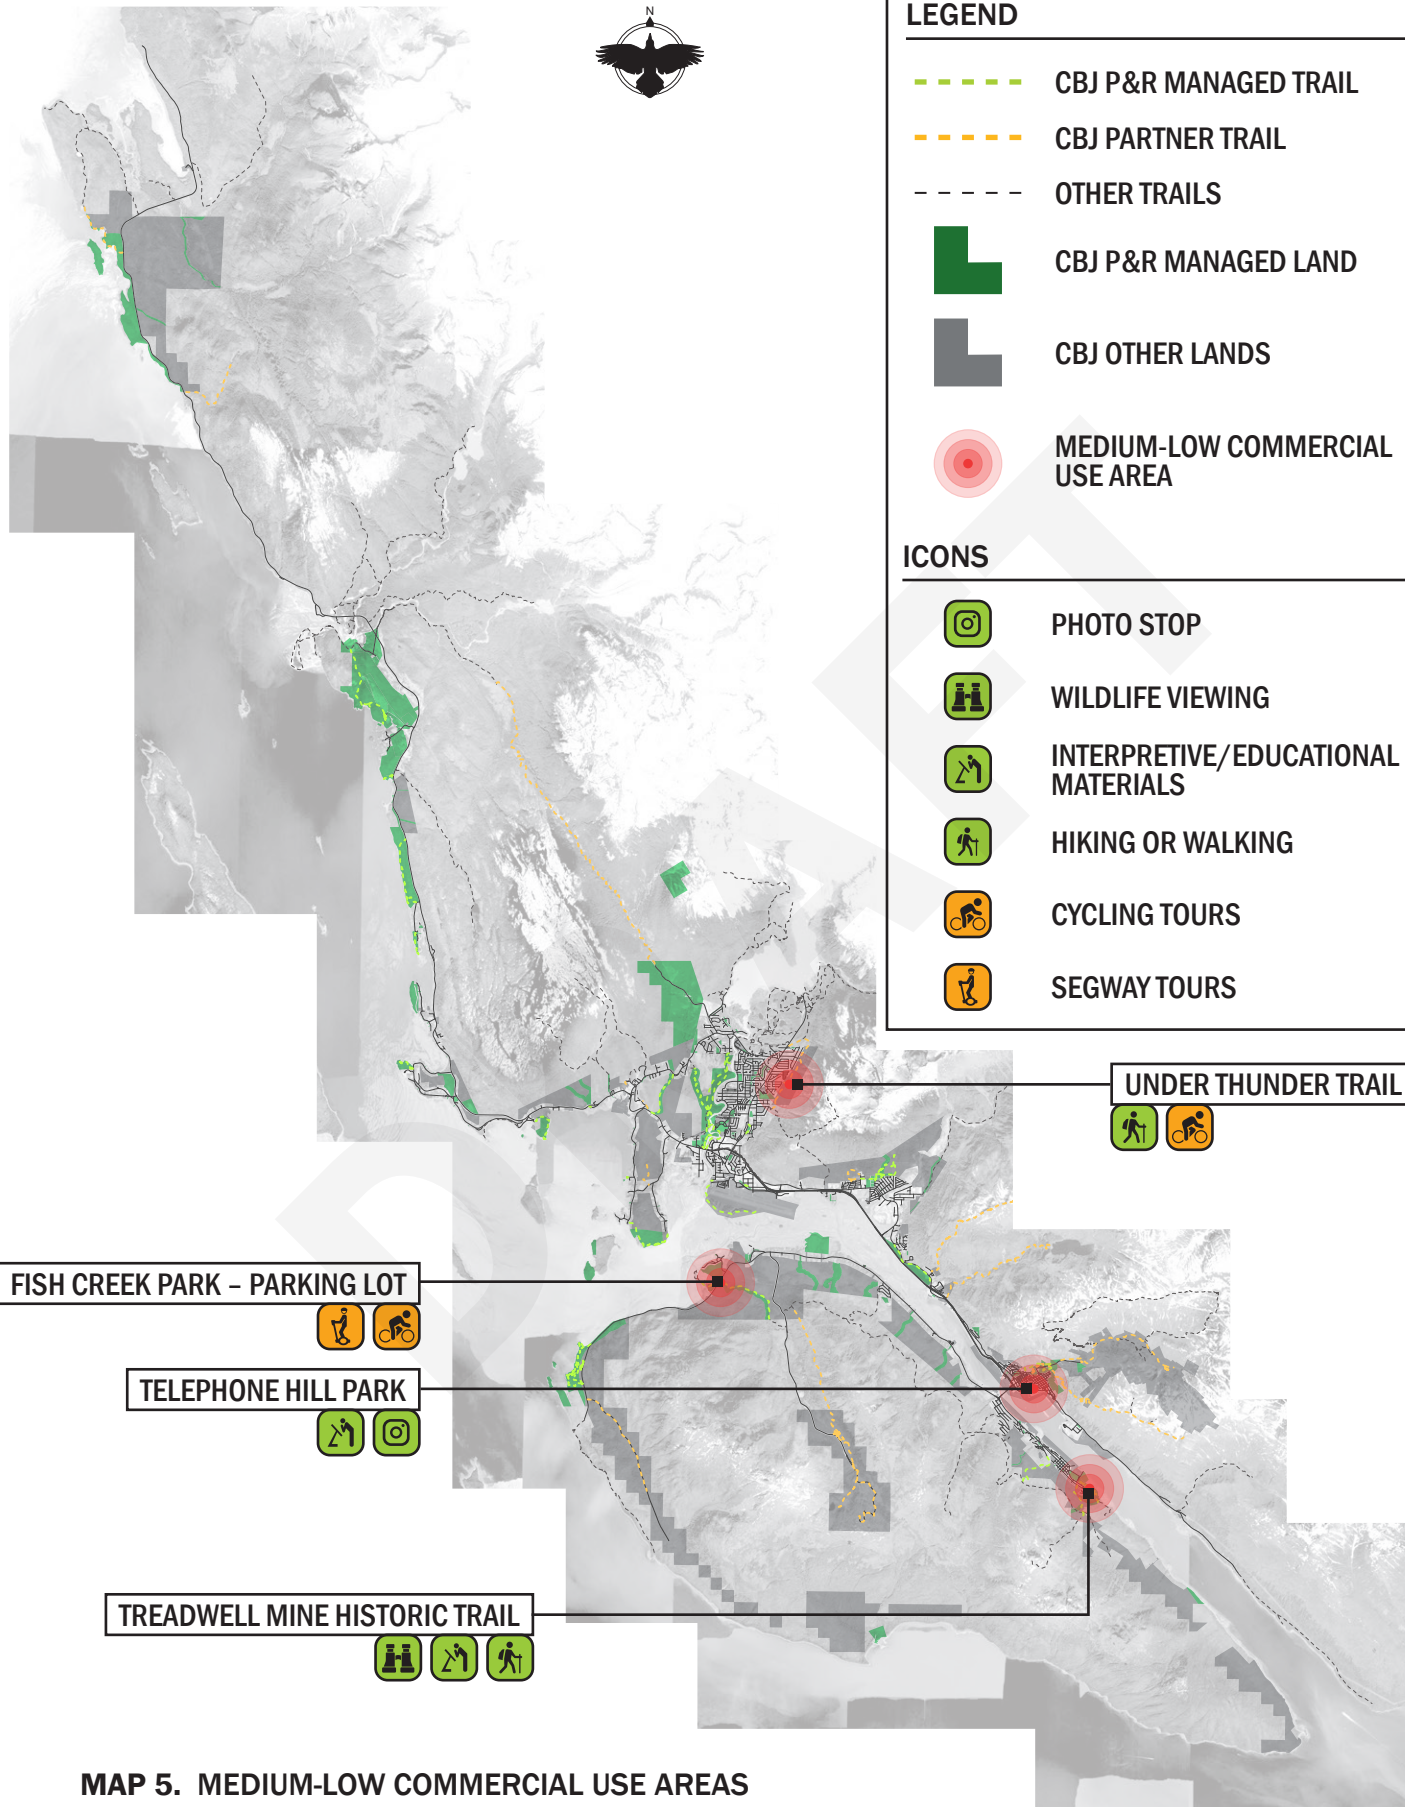 N
LEGEND
CBJ P&R MANAGED TRAIL
CBJ PARTNER TRAIL
OTHER TRAILS
CBJ P&R MANAGED LAND
CBJ OTHER LANDS
MEDIUM-LOW COMMERCIAL
USE AREA
ICONS
PHOTO STOP
WILDLIFE VIEWING
INTERPRETIVE/EDUCATIONAL
MATERIALS
HIKING OR WALKING
CYCLING TOURS
SEGWAY TOURS
UNDER THUNDER TRAIL
FISH CREEK PARK – PARKING LOT
TELEPHONE HILL PARK
TREADWELL MINE HISTORIC TRAIL
MAP 5. MEDIUM-LOW COMMERCIAL USE AREAS
DRAFT